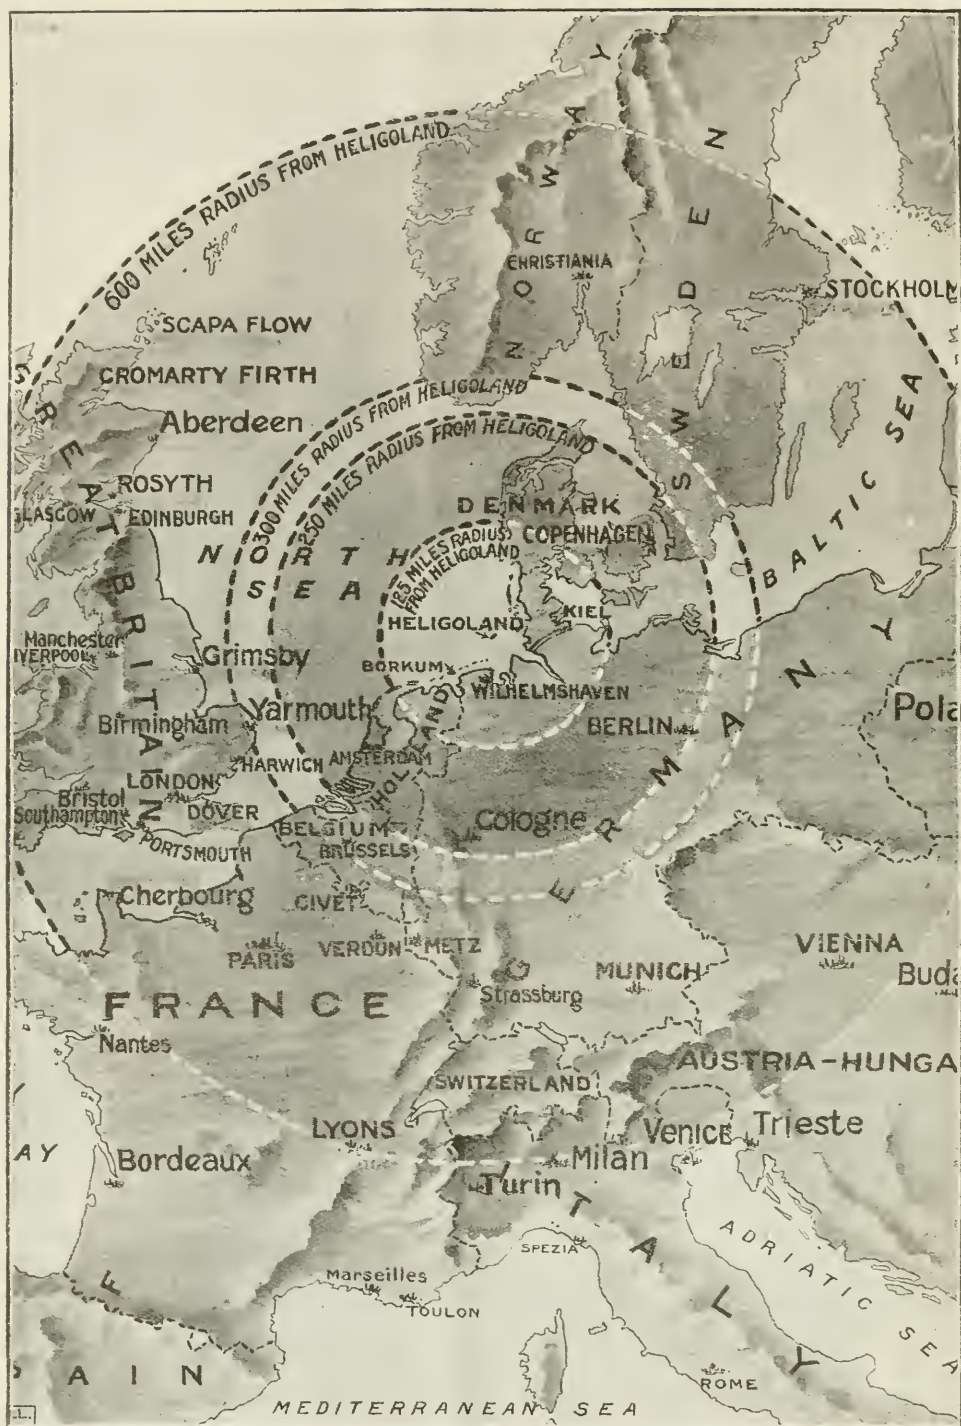 600 MILES RADIUS FROM HELIGOLAND
NORWAY
SWEDEN
CHRISTIANIA
STOCKHOLM
SCAPA FLOW
CROMARTY FIRTH
Aberdeen
300 MILES RADIUS FROM HELIGOLAND
250 MILES RADIUS FROM HELIGOLAND
BALTIC SEA
GREAT BRITAIN
ROSYTH
GLASGOW
EDINBURGH
DENMARK
COPENHAGEN
NORTH
SEA
125 MILES RADIUS
FROM HELIGOLAND
HELIGOLAND
KIEL
Manchester
IVERPOOL
Grimsby
BORKUM
WILHELMSHAVEN
GERMANY
Pola
Birmingham
Yarmouth
BERLIN
HARWICH
AMSTERDAM
HOLLAND
LONDON
Bristol
Southampton
DOVER
PORTSMOUTH
BELGIUM
BRUSSELS
Cologne
Cherbourg
CIVET
PARIS
VERDUN
METZ
VIENNA
MUNICH
Buda
Strassburg
FRANCE
Nantes
SWITZERLAND
AUSTRIA-HUNGA
LYONS
VENICE
Trieste
AY
Bordeaux
Milan
Turin
ITALY
SPEZIA
ADRIATIC SEA
Marseilles
TOULON
PAIN
ROME
MEDITERRANEAN SEA